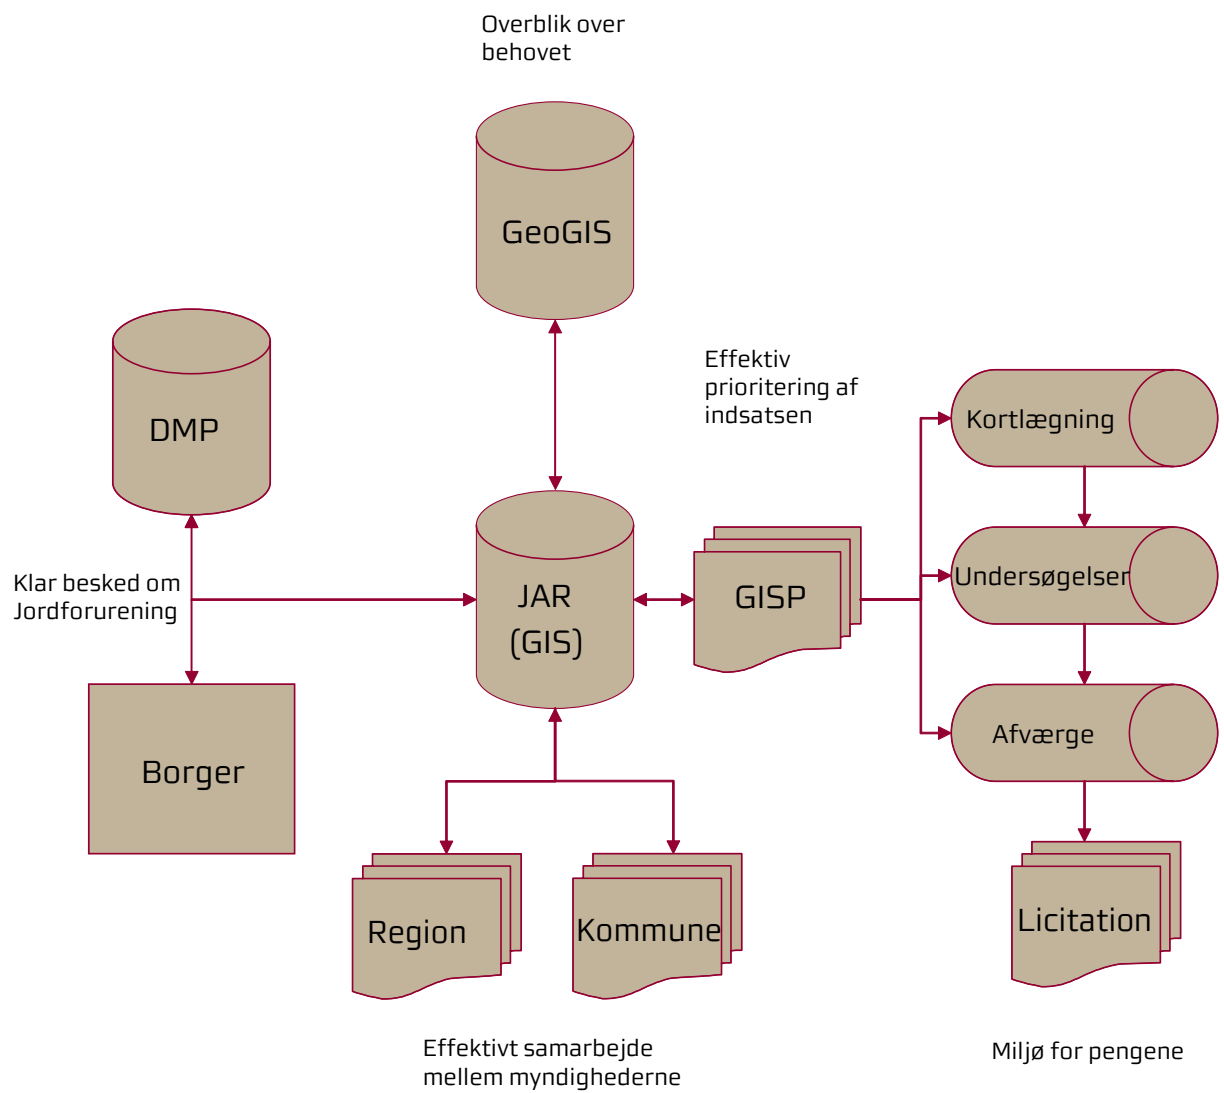 Overblik over
behovet
GeoGIS
DMP
Effektiv
prioritering af
indsatsen
Kortlægning
Klar besked om
Jordforurening
JAR
(GIS)
GISP
Undersøgelser
Afværge
Borger
Region
Kommune
Licitation
Effektivt samarbejde
mellem myndighederne
Miljø for pengene